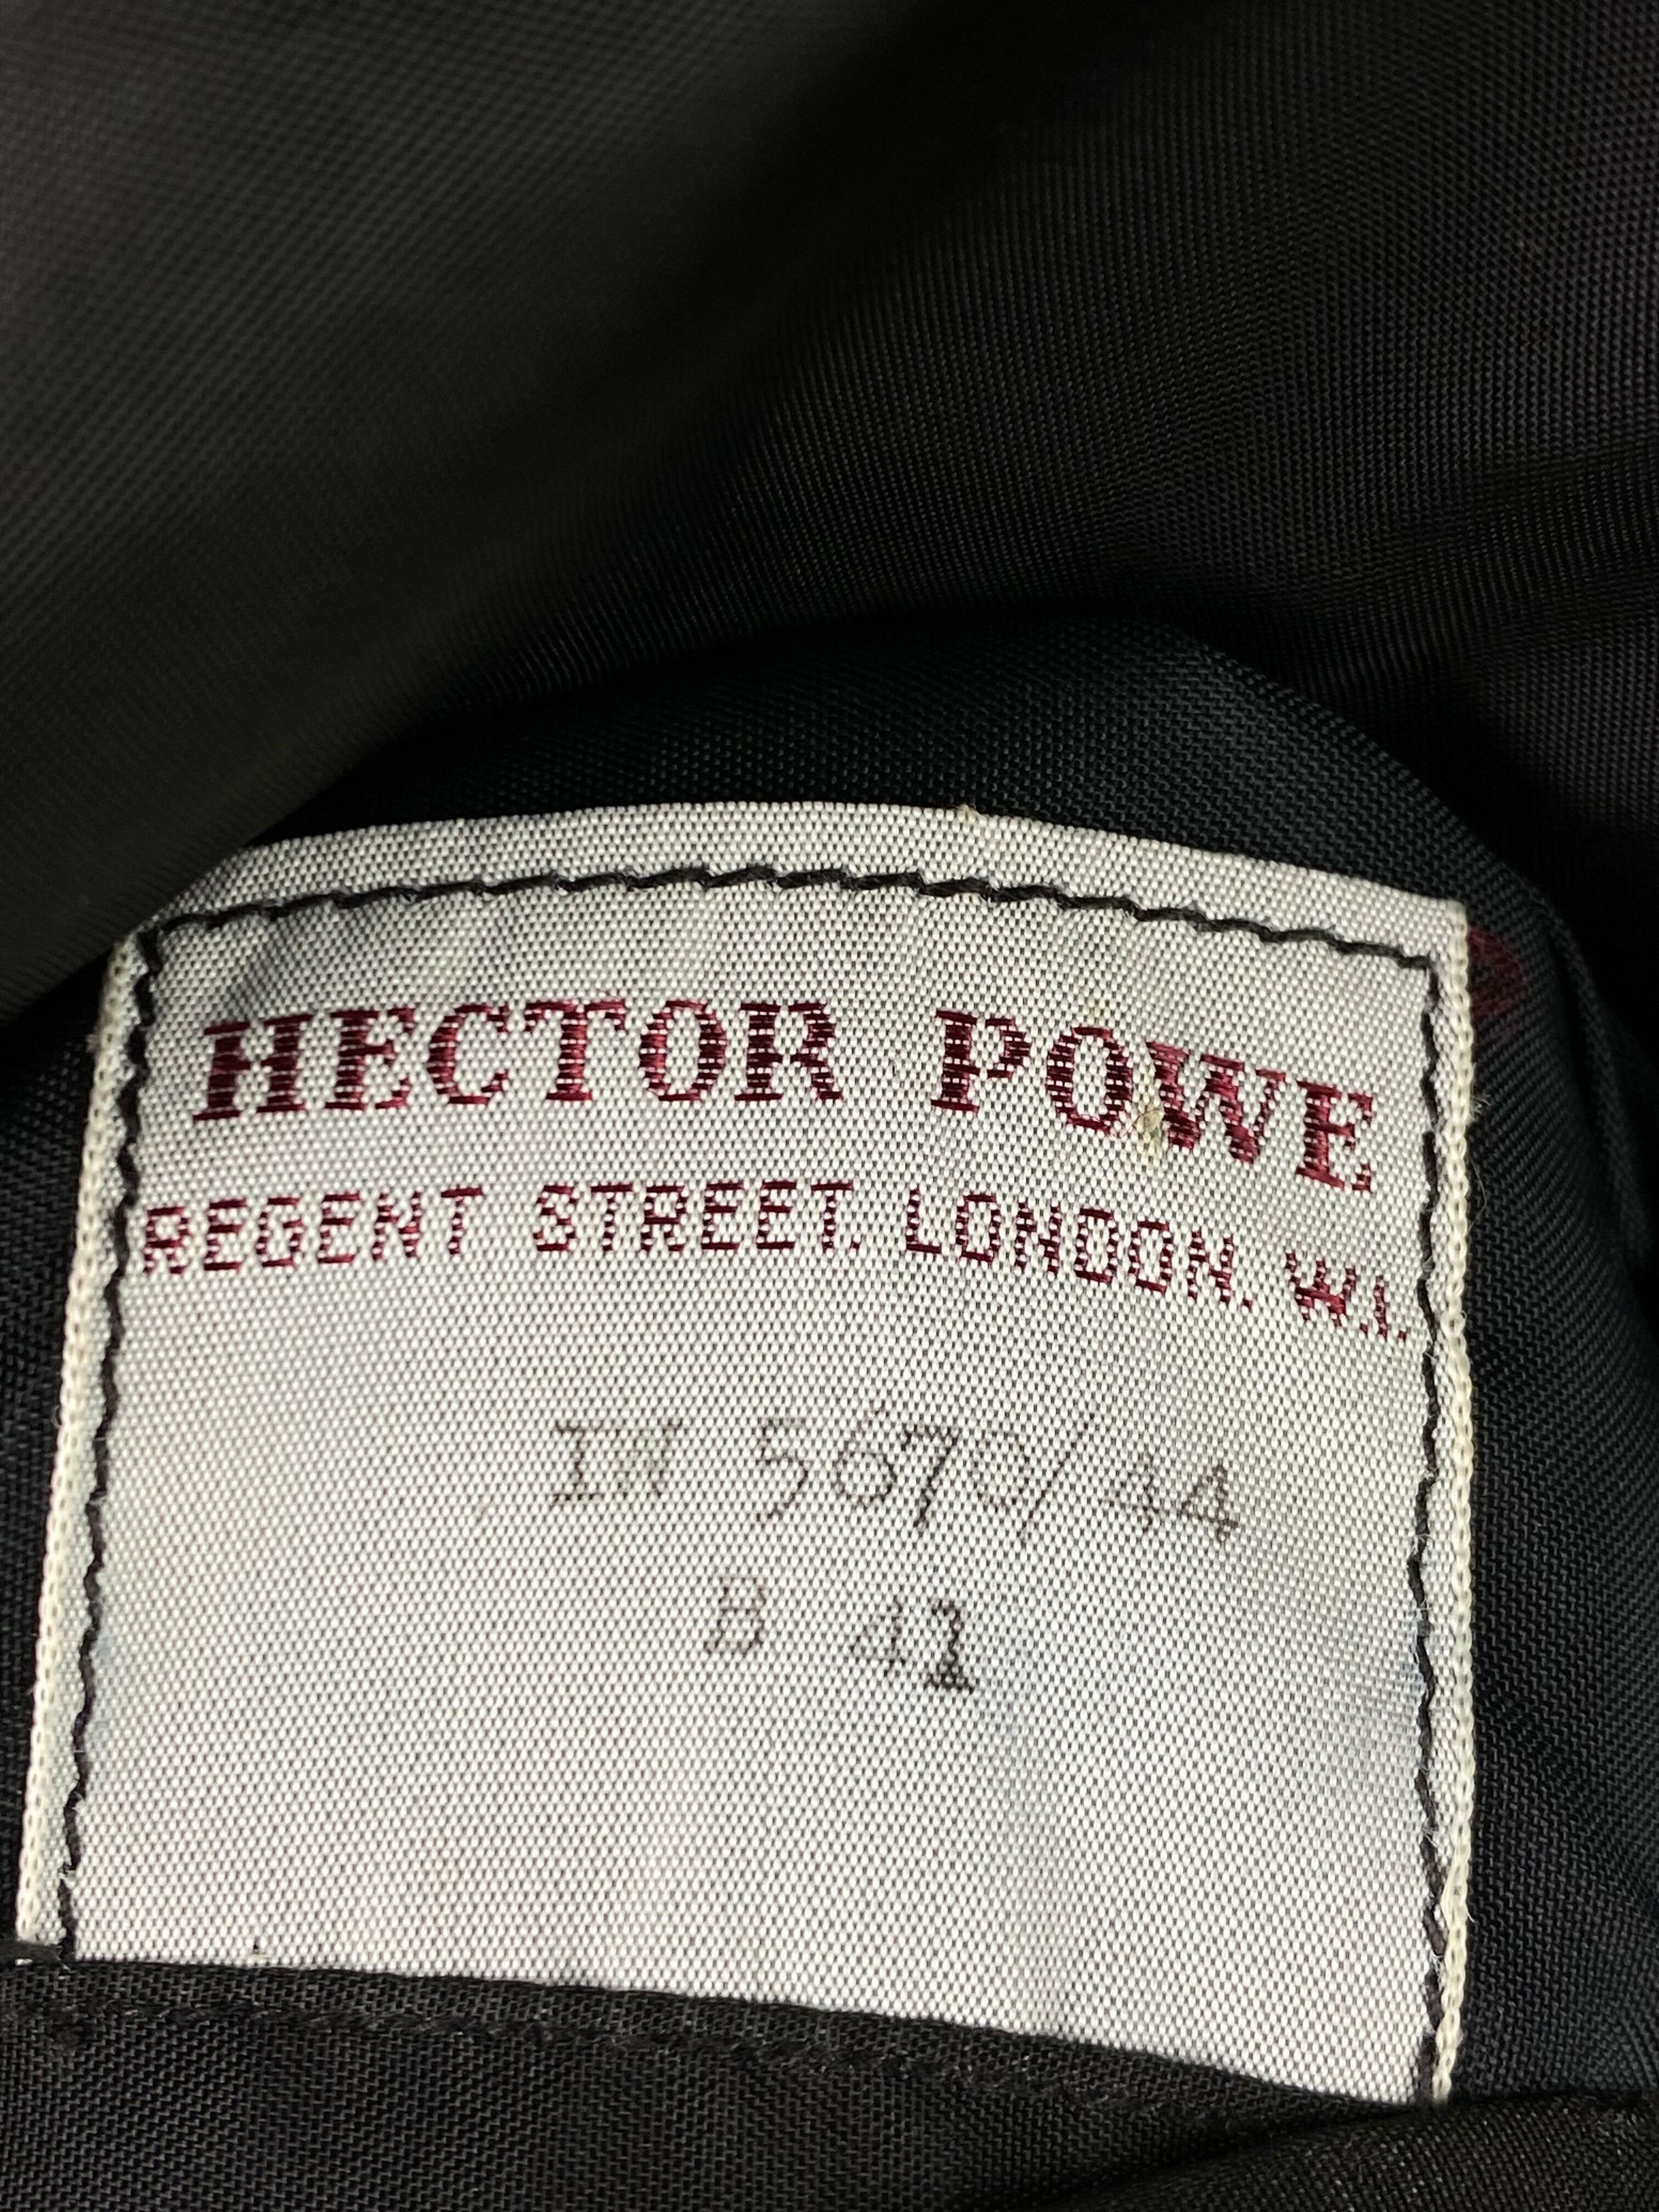 HECTOR POWE
REGENT STREET. LONDON. W.1.
IW 5670/44
B 41